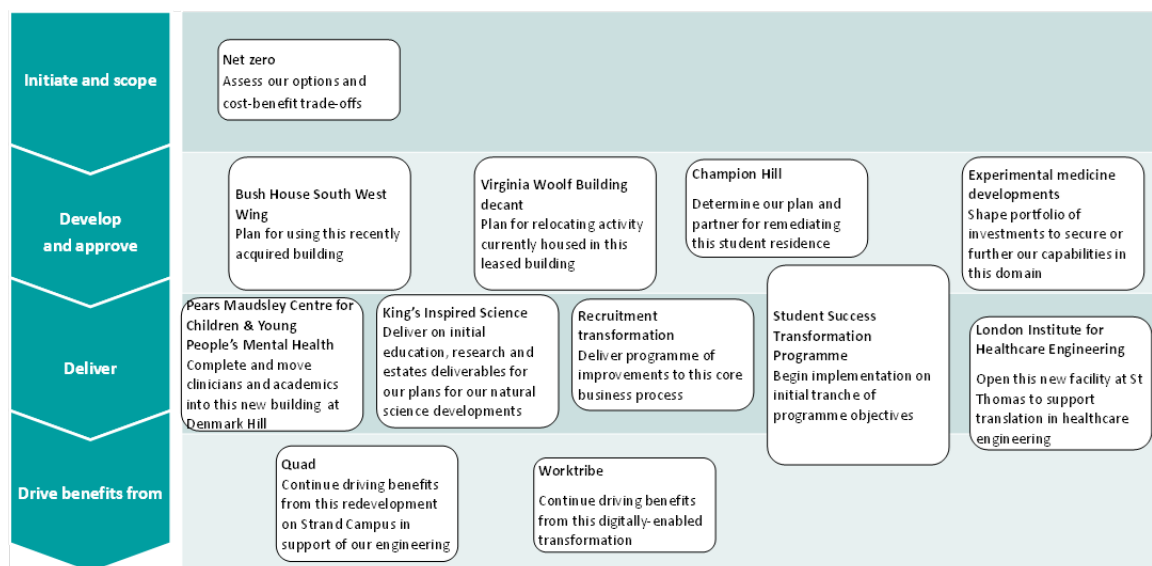 Initiate and scope
Net zero
Assess our options and
cost-benefit trade-offs
Develop
and approve
Bush House South West
Wing
Plan for using this recently
acquired building
Virginia Woolf Building
decant
Plan for relocating activity
currently housed in this
leased building
Champion Hill
Determine our plan and
partner for remediating
this student residence
Experimental medicine
developments
Shape portfolio of
investments to secure or
further our capabilities in
this domain
Deliver
Pears Maudsley Centre for
Children & Young
People's Mental Health
Complete and move
clinicians and academics
into this new building at
Denmark Hill
King's Inspired Science
Deliver on initial
education, research and
estates deliverables for
our plans for our natural
science developments
Recruitment
transformation
Deliver programme of
improvements to this core
business process
Student Success
Transformation
Programme
Begin implementation on
initial tranche of
programme objectives
London Institute for
Healthcare Engineering
Open this new facility at St
Thomas to support
translation in healthcare
engineering
Drive benefits from
Quad
Continue driving benefits
from this redevelopment
on Strand Campus in
support of our engineering
Worktribe
Continue driving benefits
from this digitally-enabled
transformation